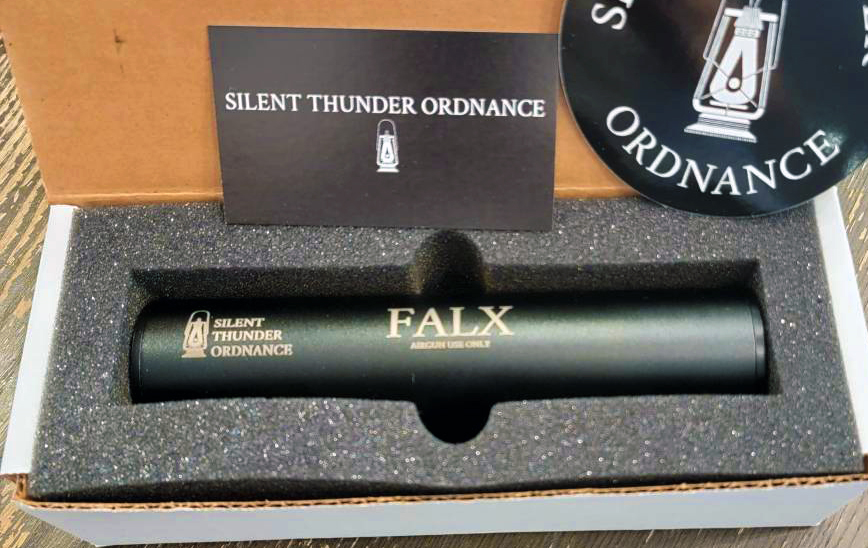 SILENT THUNDER ORDNANCE
ORDNANCE
SILENT
THUNDER
ORDNANCE
FALX
AIRGUN USE ONLY